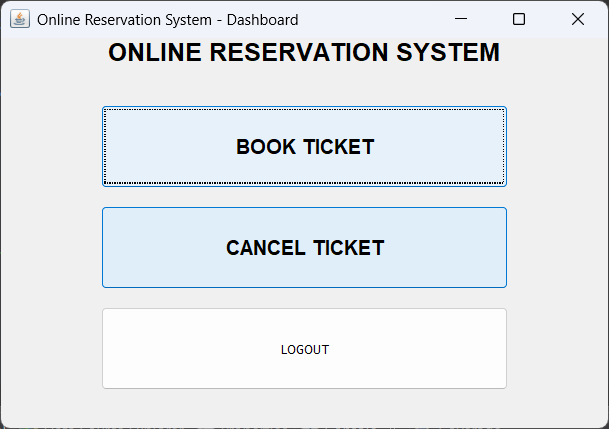 Online Reservation System - Dashboard
ONLINE RESERVATION SYSTEM
BOOK TICKET
CANCEL TICKET
LOGOUT